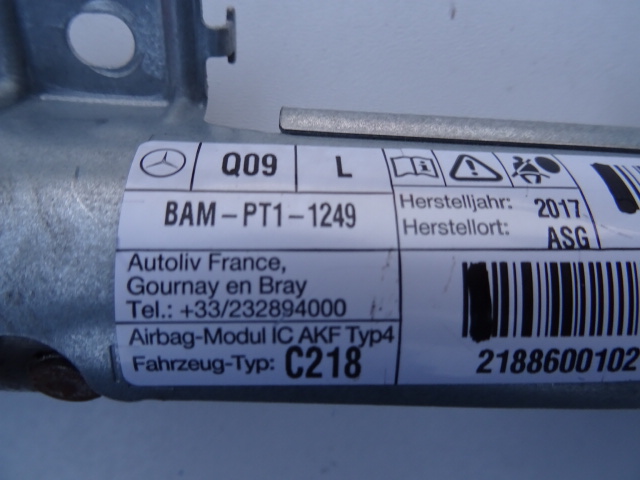 Q09 L
BAM-PT1-1249
Herstelljahr: 2017
Herstellort: ASG
Autoliv France,
Gournay en Bray
Tel.: +33/232894000
Airbag-Modul IC AKF Typ4
Fahrzeug-Typ: C218
2188600102